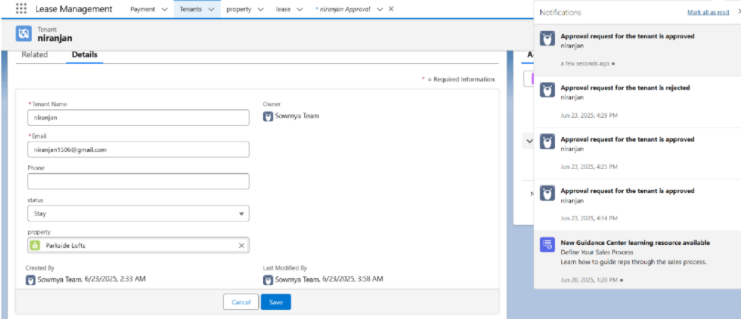 Lease Management
Payment
Tenants
property
lease
* niranjan Approval
Tenant
niranjan
Related
Details
* = Required Information
*Tenant Name
niranjan
Owner
Sowmya Team
*Email
niranjan1506@gmail.com
Phone
status
Stay
property
Parkside Lofts
Created By
Sowmya Team, 6/23/2025, 2:33 AM
Last Modified By
Sowmya Team, 6/23/2025, 3:58 AM
Cancel
Save
Notifications
Mark all as read
Approval request for the tenant is approved
niranjan
a few seconds ago
Approval request for the tenant is rejected
niranjan
Jun 23, 2025, 4:29 PM
Approval request for the tenant is approved
niranjan
Jun 23, 2025, 4:25 PM
Approval request for the tenant is approved
niranjan
Jun 23, 2025, 4:14 PM
New Guidance Center learning resource available
Define Your Sales Process
Learn how to guide reps through the sales process.
Jun 20, 2025, 1:20 PM